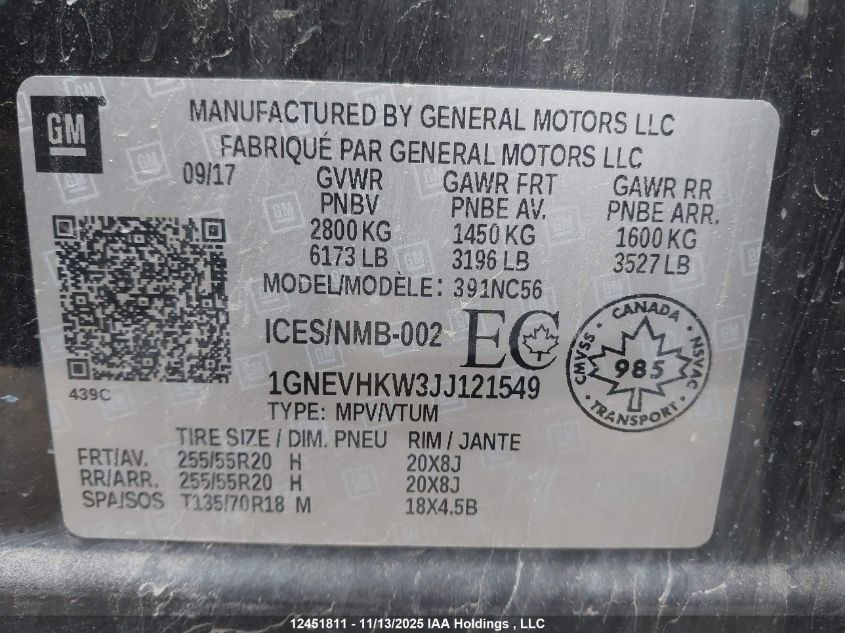 GM
MANUFACTURED BY GENERAL MOTORS LLC
FABRIQUÉ PAR GENERAL MOTORS LLC
09/17 GVWR GAWR FRT GAWR RR
PNBV PNBE AV. PNBE ARR.
2800 KG 1450 KG 1600 KG
6173 LB 3196 LB 3527 LB
MODEL/MODÈLE: 391NC56
ICES/NMB-002 EC
CANADA
CMVSS 985 NSVAC
TRANSPORT
439C
1GNEVHKW3JJ121549
TYPE: MPV/VTUM
TIRE SIZE / DIM. PNEU RIM / JANTE
FRT/AV. 255/55R20 H 20X8J
RR/ARR. 255/55R20 H 20X8J
SPA/SOS T135/70R18 M 18X4.5B
12451811 - 11/13/2025 IAA Holdings , LLC